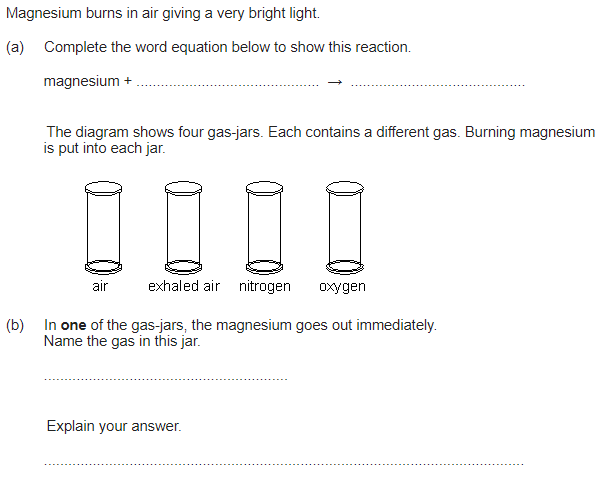 Magnesium burns in air giving a very bright light.
(a) Complete the word equation below to show this reaction.
magnesium + ............................................. → ...........................................
The diagram shows four gas-jars. Each contains a different gas. Burning magnesium
is put into each jar.
air exhaled air nitrogen oxygen
(b) In one of the gas-jars, the magnesium goes out immediately.
Name the gas in this jar.
.............................................................
Explain your answer.
........................................................................................................................